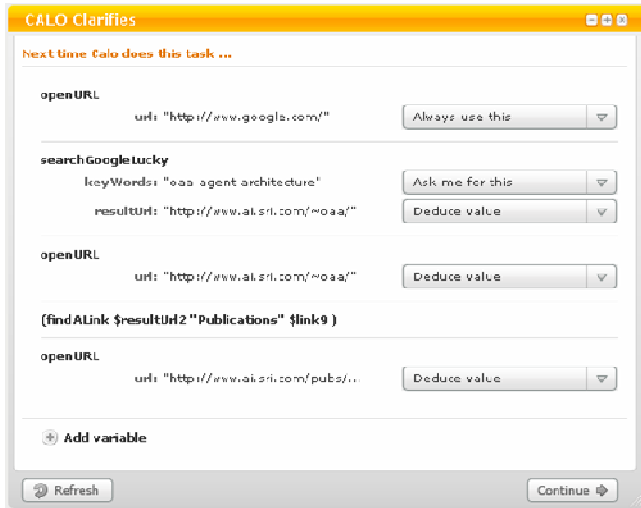 CALO Clarifies
Next time Calo does this task ...
openURL
url: "http://www.google.com/" Always use this
searchGoogleLucky
keyWords: "oaa agent architecture" Ask me for this
resultUrl: "http://www.ai.sri.com/~oaa/" Deduce value
openURL
url: "http://www.ai.sri.com/~oaa/" Deduce value
(findALink $resultUrl2 "Publications" $link9 )
openURL
url: "http://www.ai.sri.com/pubs/... Deduce value
Add variable
Refresh Continue